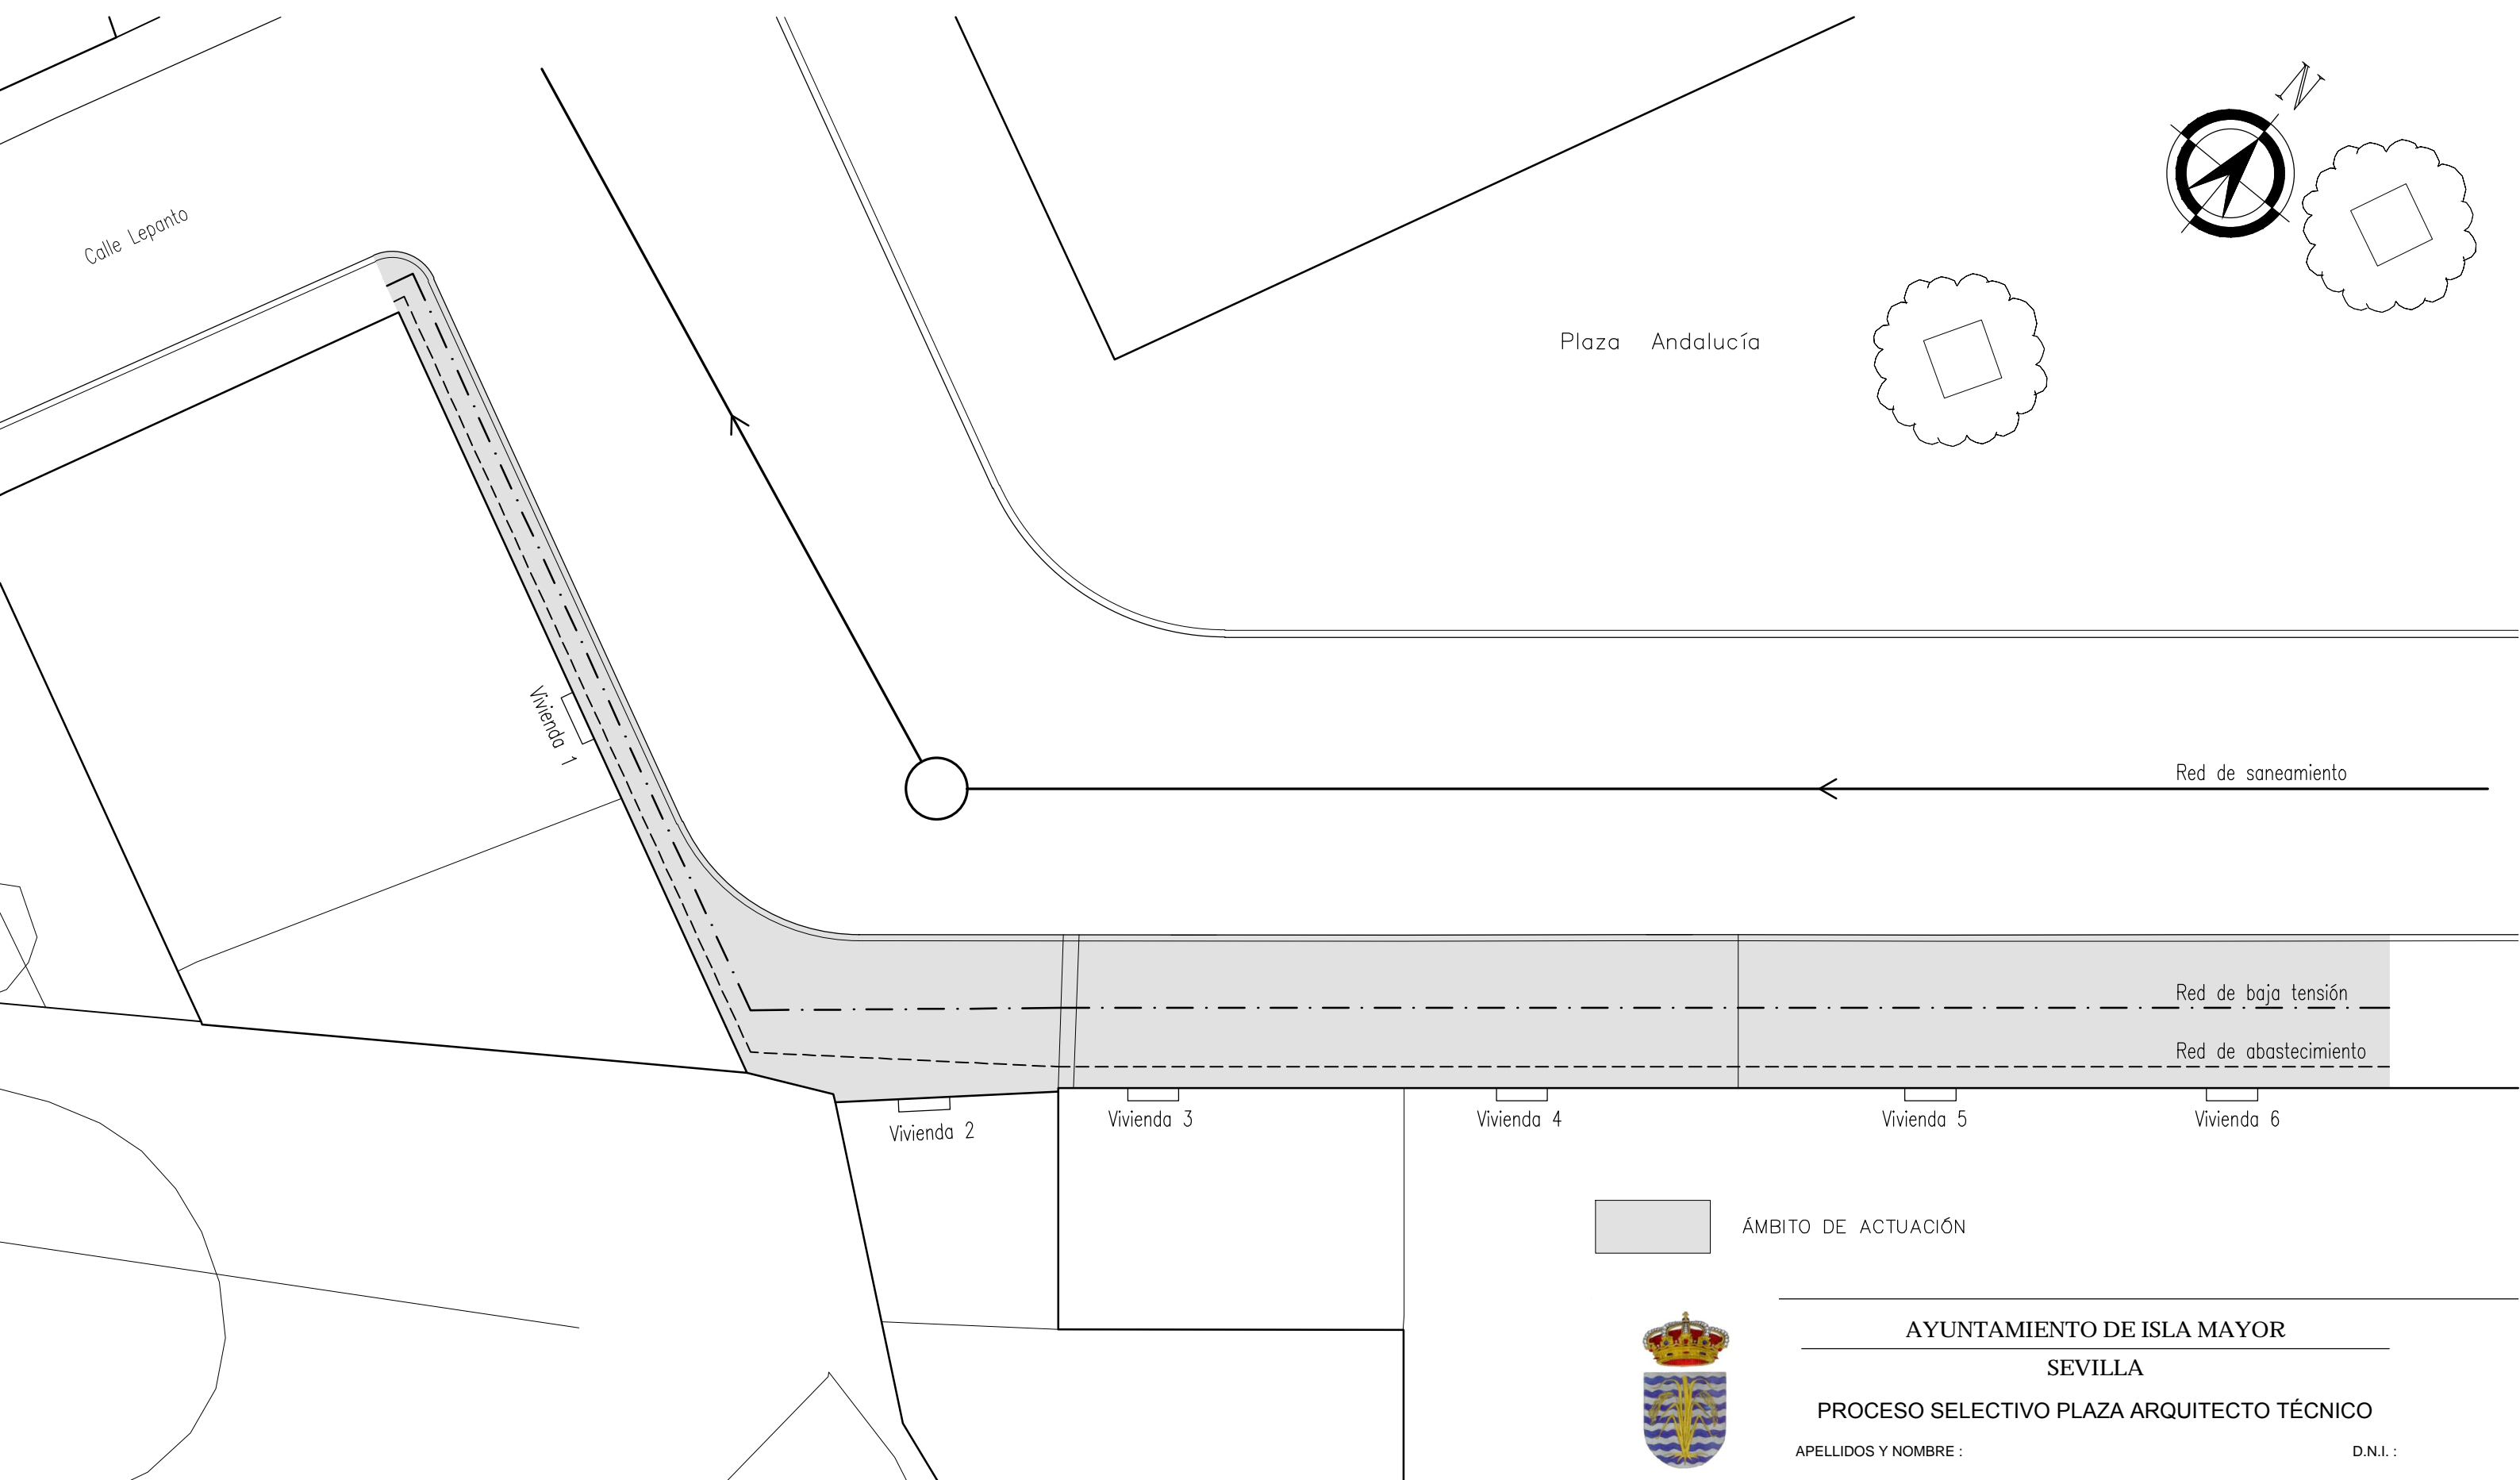 N
Calle Lepanto
Plaza Andalucía
Vivienda 1
Red de saneamiento
Red de baja tensión
Red de abastecimiento
Vivienda 2
Vivienda 3
Vivienda 4
Vivienda 5
Vivienda 6
ÁMBITO DE ACTUACIÓN
AYUNTAMIENTO DE ISLA MAYOR
SEVILLA
PROCESO SELECTIVO PLAZA ARQUITECTO TÉCNICO
APELLIDOS Y NOMBRE : D.N.I. :